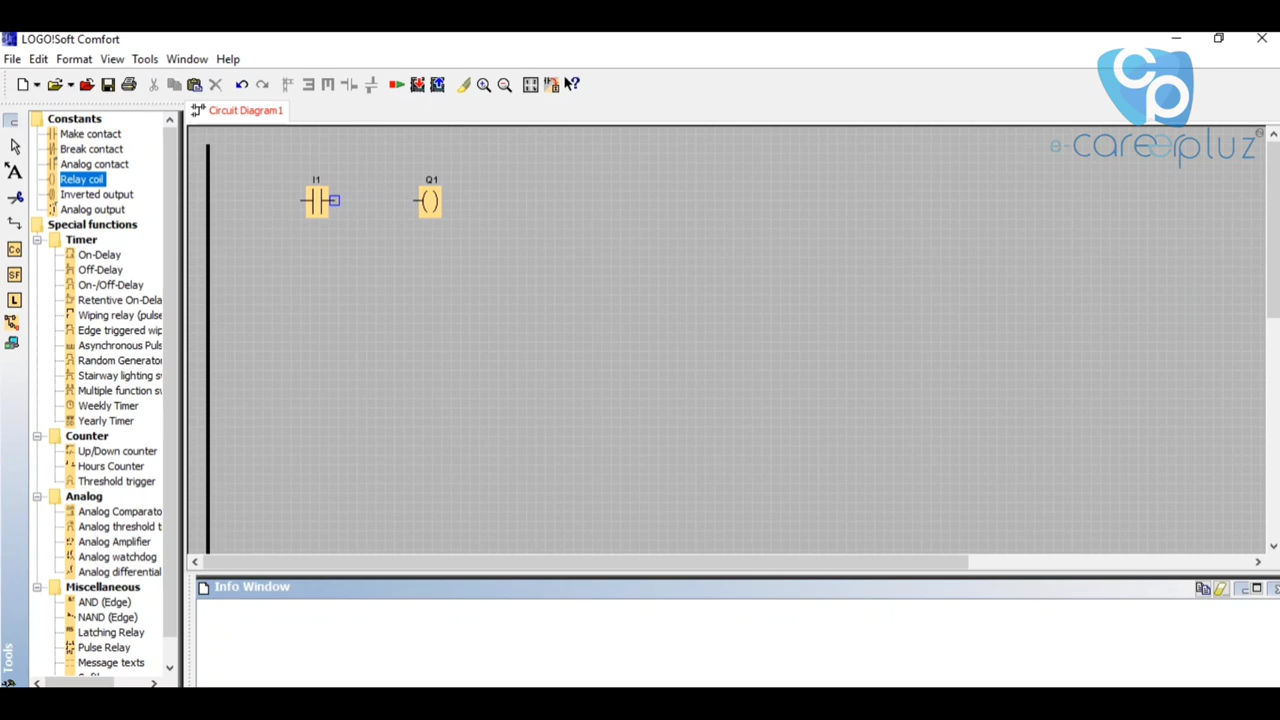 LOGO!Soft Comfort
File Edit Format View Tools Window Help
Circuit Diagram1
e-careerpluz
Constants
Make contact
Break contact
Analog contact
Relay coil
Inverted output
Analog output
Special functions
Timer
On-Delay
Off-Delay
On-/Off-Delay
Retentive On-Dela
Wiping relay (pulse
Edge triggered wip
Asynchronous Puls
Random Generato
Stairway lighting s
Multiple function s
Weekly Timer
Yearly Timer
Counter
Up/Down counter
Hours Counter
Threshold trigger
Analog
Analog Comparato
Analog threshold t
Analog Amplifier
Analog watchdog
Analog differential
Miscellaneous
AND (Edge)
NAND (Edge)
Latching Relay
Pulse Relay
Message texts
Co
SF
L
Tools
I1
Q1
Info Window